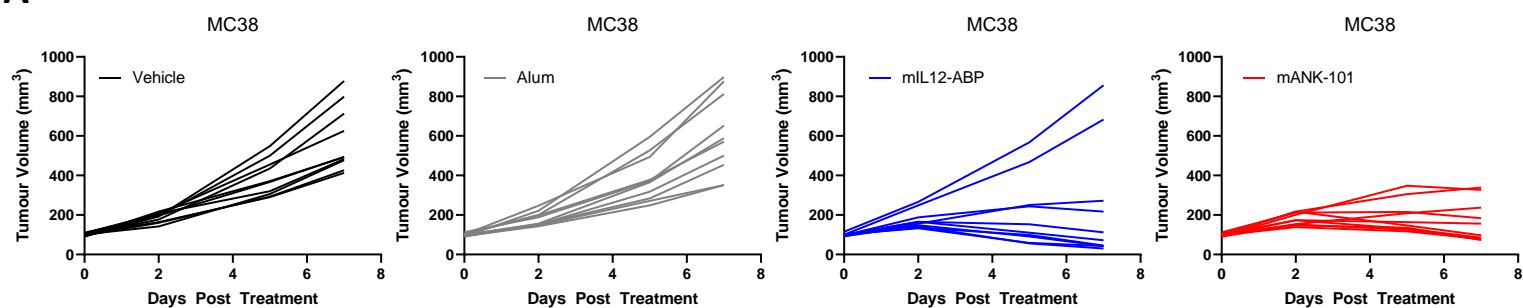 A
MC38
MC38
MC38
MC38
Tumour Volume (mm³)
1000
800
600
400
200
0
Vehicle
0 2 4 6 8
Days Post Treatment
Tumour Volume (mm³)
1000
800
600
400
200
0
Alum
0 2 4 6 8
Days Post Treatment
Tumour Volume (mm³)
1000
800
600
400
200
0
mIL12-ABP
0 2 4 6 8
Days Post Treatment
Tumour Volume (mm³)
1000
800
600
400
200
0
mANK-101
0 2 4 6 8
Days Post Treatment